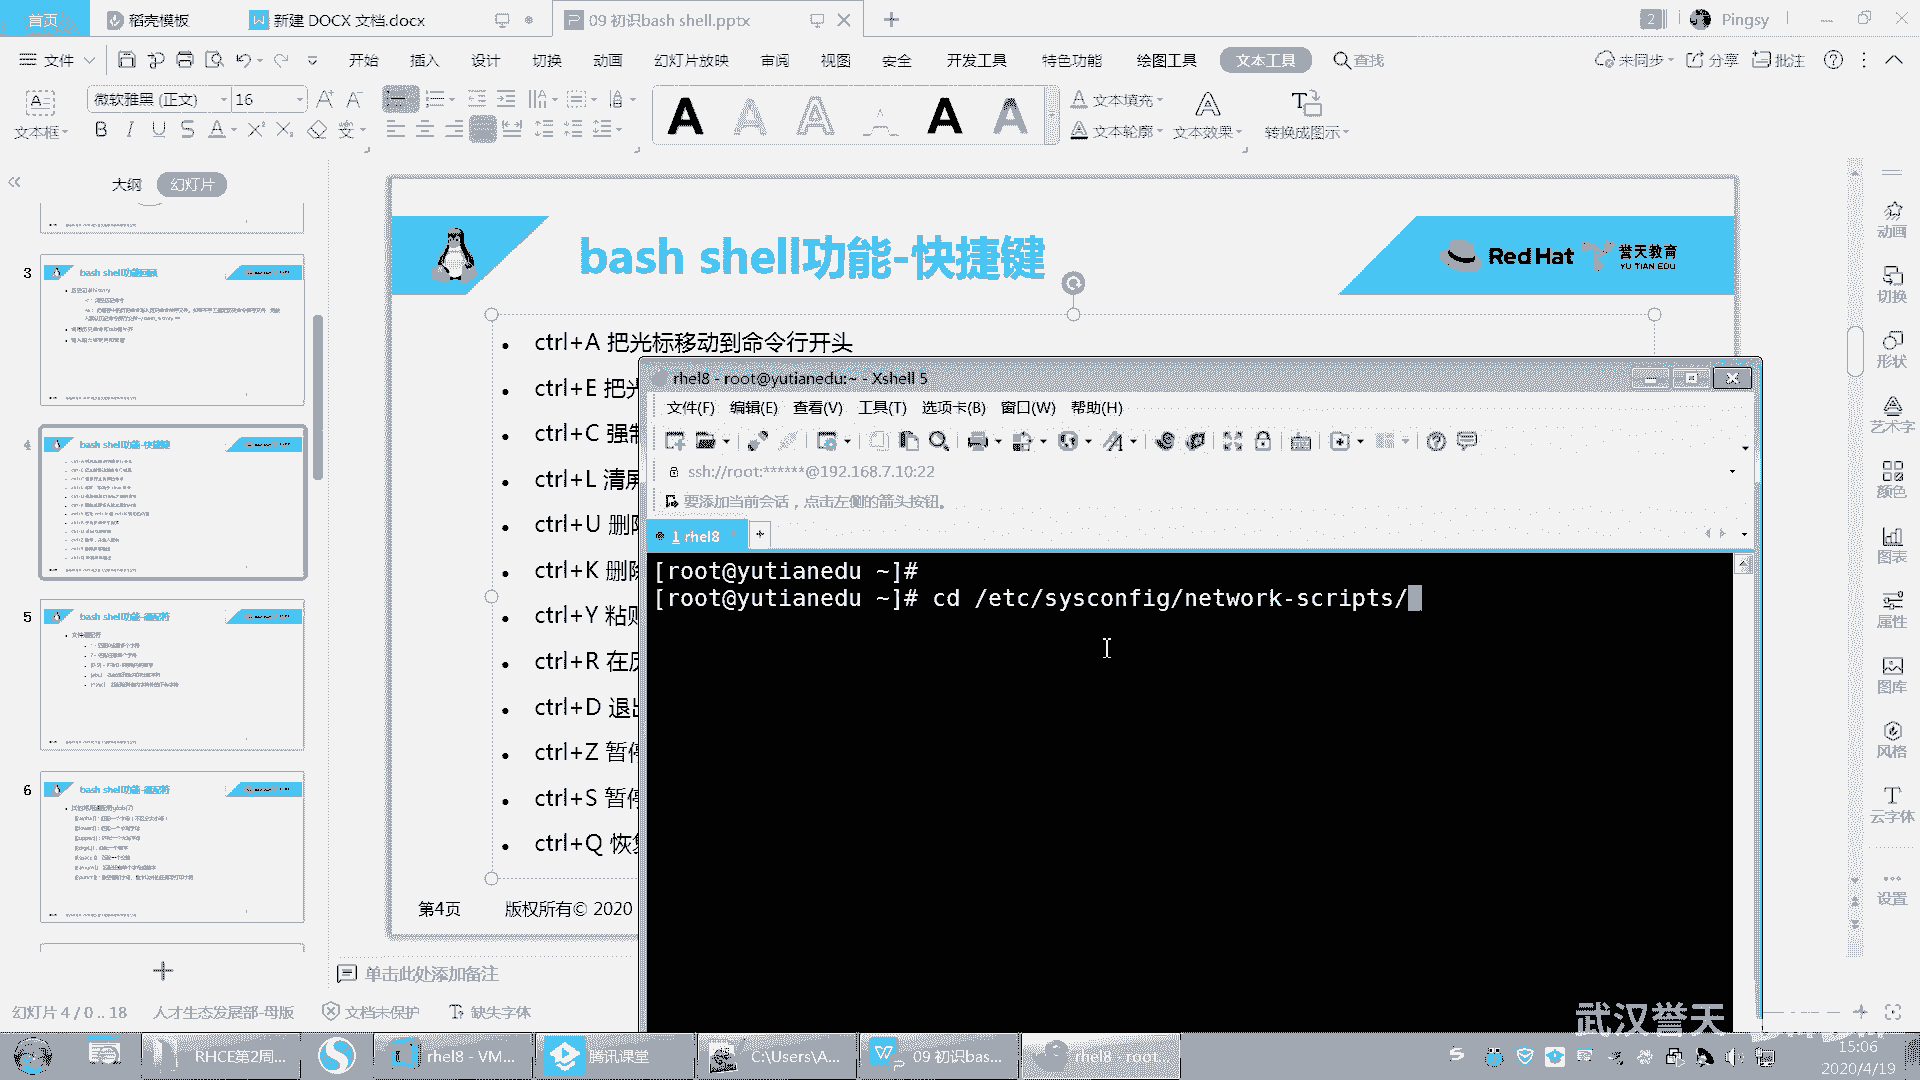 首页
稻壳模板
新建 DOCX 文档.docx
09 初识bash shell.pptx
2
Pingsy
文件
开始
插入
设计
切换
动画
幻灯片放映
审阅
视图
安全
开发工具
特色功能
绘图工具
文本工具
查找
未同步
分享
批注
文本框
微软雅黑 (正文)
16
文本填充
文本轮廓
文本效果
转换成图示
大纲
幻灯片
3
4
5
6
bash shell功能-快捷键
RedHat
誉天教育
YU TIAN EDU
ctrl+A 把光标移动到命令行开头
ctrl+E 把光
ctrl+C 强制
ctrl+L 清屏
ctrl+U 删除
ctrl+K 删除
ctrl+Y 粘贴
ctrl+R 在历
ctrl+D 退出
ctrl+Z 暂停
ctrl+S 暂停
ctrl+Q 恢复
第4页
版权所有© 2020
rhel8 - root@yutianedu:~ - Xshell 5
文件(F) 编辑(E) 查看(V) 工具(T) 选项卡(B) 窗口(W) 帮助(H)
ssh://root:******@192.168.7.10:22
要添加当前会话，点击左侧的箭头按钮。
1 rhel8
[root@yutianedu ~]#
[root@yutianedu ~]# cd /etc/sysconfig/network-scripts/
动画
切换
形状
艺术字
颜色
图表
属性
图库
风格
云字体
设置
单击此处添加备注
幻灯片 4 / 0 .. 18
人才生态发展部-母版
文档未保护
缺失字体
武汉誉天
RHCE第2周...
rhel8 - VM...
腾讯课堂
C:\Users\A...
09 初识bas...
rhel8 - root...
15:06
2020/4/19